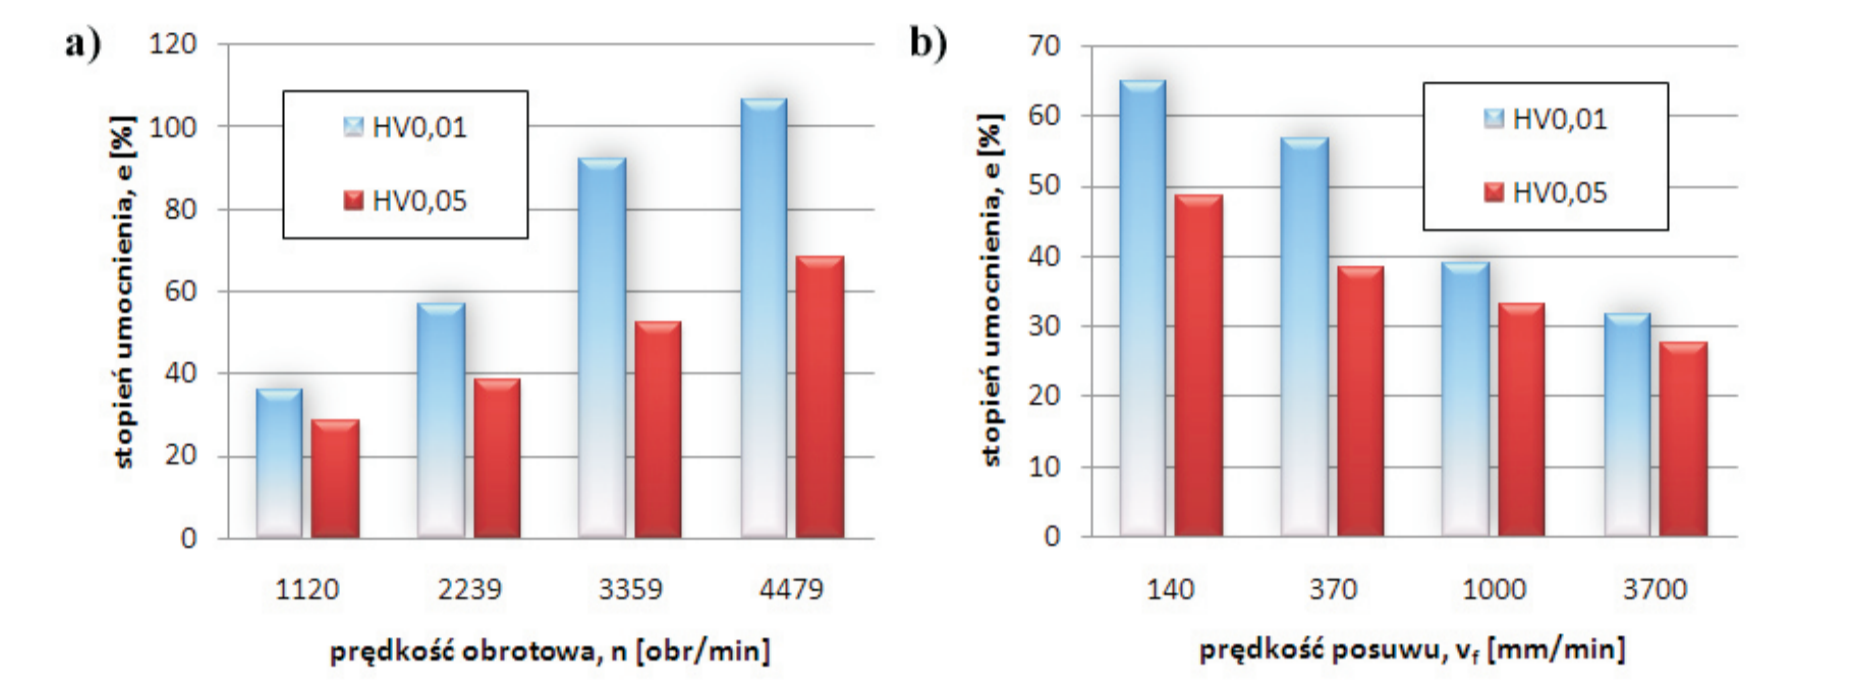 a)
120
100
80
60
40
20
0
stopień umocnienia, e [%]
HV0,01
HV0,05
1120 2239 3359 4479
prędkość obrotowa, n [obr/min]
b)
70
60
50
40
30
20
10
0
stopień umocnienia, e [%]
HV0,01
HV0,05
140 370 1000 3700
prędkość posuwu, vf [mm/min]